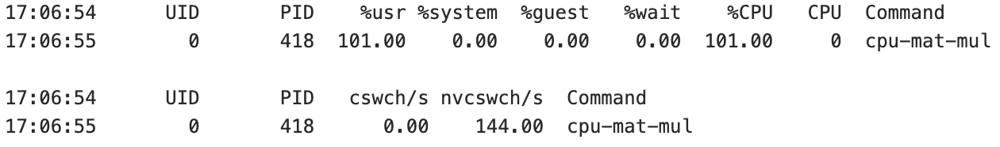 17:06:54      UID       PID    %usr %system  %guest   %wait    %CPU   CPU  Command
17:06:55        0       418  101.00    0.00    0.00    0.00  101.00     0  cpu-mat-mul
17:06:54      UID       PID   cswch/s nvcswch/s  Command
17:06:55        0       418      0.00    144.00  cpu-mat-mul